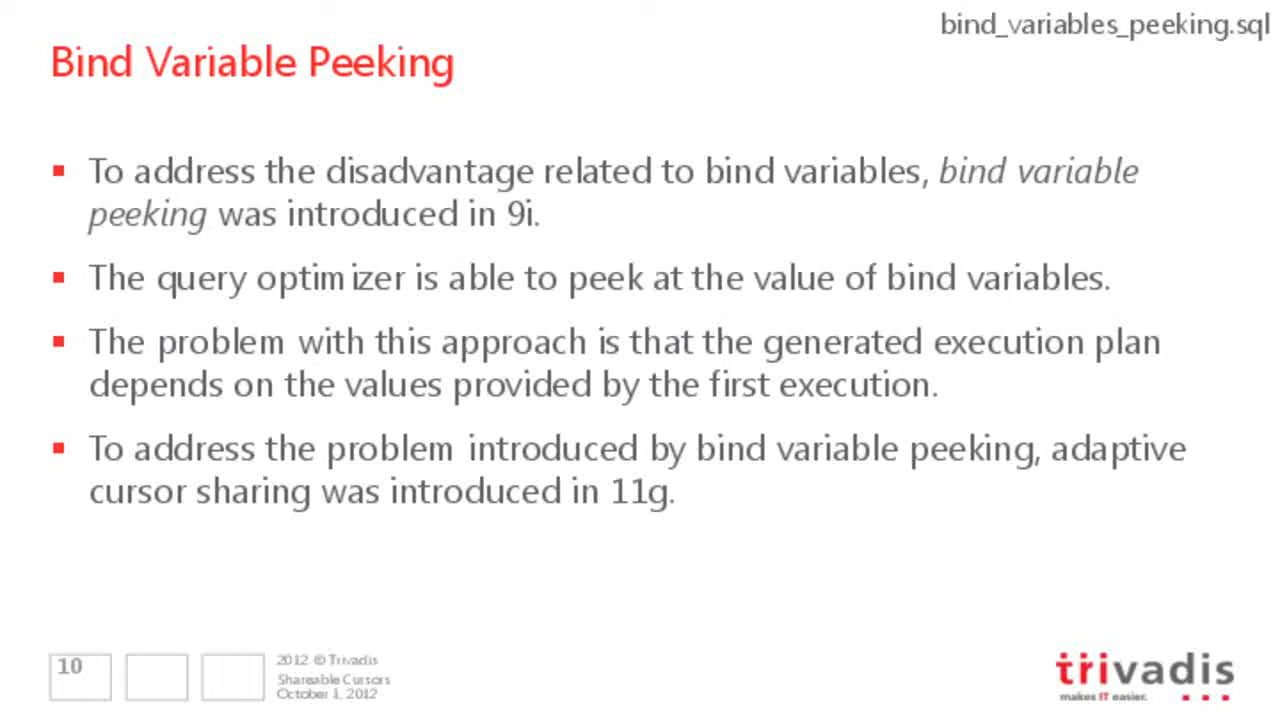 bind_variables_peeking.sql
Bind Variable Peeking
To address the disadvantage related to bind variables, bind variable
peeking was introduced in 9i.
The query optimizer is able to peek at the value of bind variables.
The problem with this approach is that the generated execution plan
depends on the values provided by the first execution.
To address the problem introduced by bind variable peeking, adaptive
cursor sharing was introduced in 11g.
10
2012 © Trivadis
Shareable Cursors
October 1, 2012
trivadis
makes IT easier.